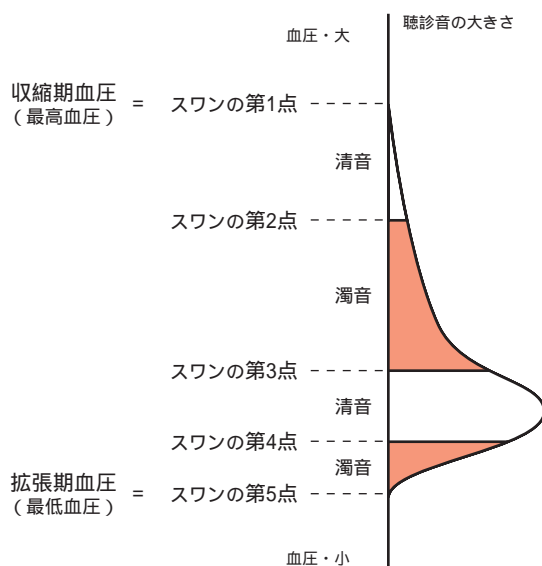 聴診音の大きさ
血圧・大
収縮期血圧 = スワンの第1点
(最高血圧)
清音
スワンの第2点
濁音
スワンの第3点
清音
スワンの第4点
濁音
拡張期血圧 = スワンの第5点
(最低血圧)
血圧・小